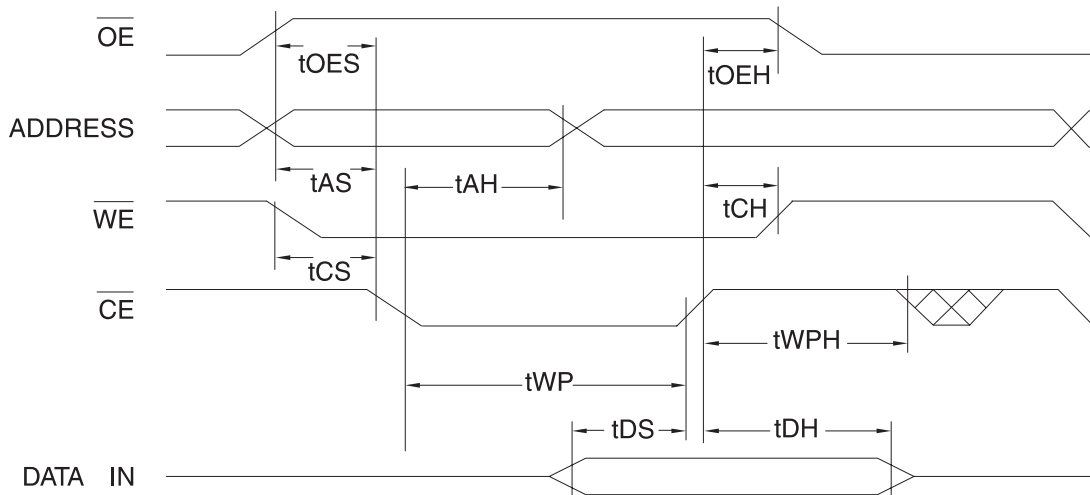 OE
tOES
tOEH
ADDRESS
tAS
tAH
tCH
WE
tCS
CE
tWPH
tWP
tDS
tDH
DATA IN